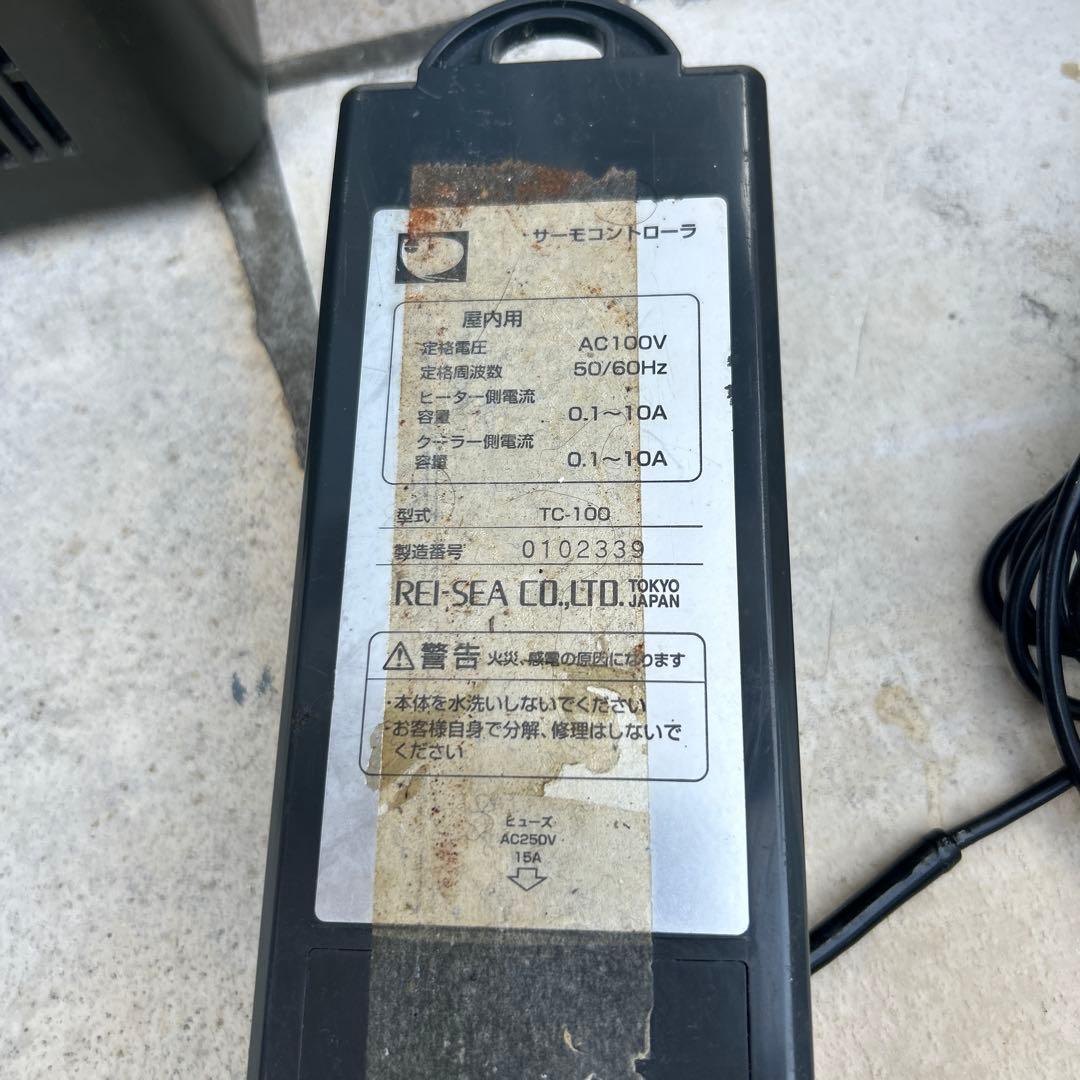 サーモコントローラ
屋内用
定格電圧 AC100V
定格周波数 50/60Hz
ヒーター側電流
容量 0.1～10A
クーラー側電流
容量 0.1～10A
型式 TC-100
製造番号 0102339
REI-SEA CO.,LTD. TOKYO
JAPAN
警告 火災、感電の原因になります
・本体を水洗いしないでください
・お客様自身で分解、修理はしないで
ください
ヒューズ
AC250V
15A